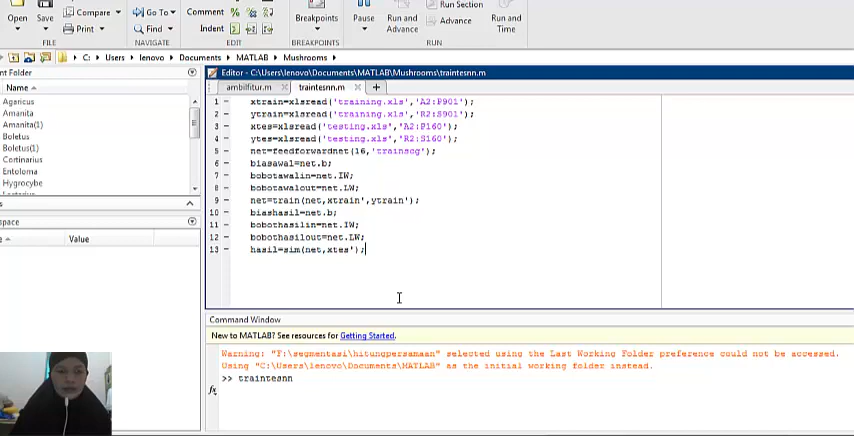 Open Save Compare Print Go To Find Comment Indent Breakpoints Pause Run and Advance Run Section Advance Run and Time
FILE NAVIGATE EDIT BREAKPOINTS RUN
C: Users lenovo Documents MATLAB Mushrooms
nt Folder
Name
Agaricus
Amanita
Amanita(1)
Boletus
Boletus(1)
Cortinarius
Entoloma
Hygrocybe
space
Value
Editor - C:\Users\lenovo\Documents\MATLAB\Mushrooms\traintesnn.m
ambilfitur.m traintesnn.m
1 - xtrain=xlsread('training.xls','A2:P901');
2 - ytrain=xlsread('training.xls','R2:S901');
3 - xtes=xlsread('testing.xls','A2:P160');
4 - ytes=xlsread('testing.xls','R2:S160');
5 - net=feedforwardnet(16,'trainscg');
6 - biasawal=net.b;
7 - bobotawalin=net.IW;
8 - bobotawalout=net.LW;
9 - net=train(net,xtrain',ytrain');
10 - biashasil=net.b;
11 - bobothasilin=net.IW;
12 - bobothasilout=net.LW;
13 - hasil=sim(net,xtes');
Command Window
New to MATLAB? See resources for Getting Started.
Warning: "F:\segmentasi\hitungpersamaan" selected using the Last Working Folder preference could not be accessed.
Using "C:\Users\lenovo\Documents\MATLAB" as the initial working folder instead.
>> traintesnn
fx